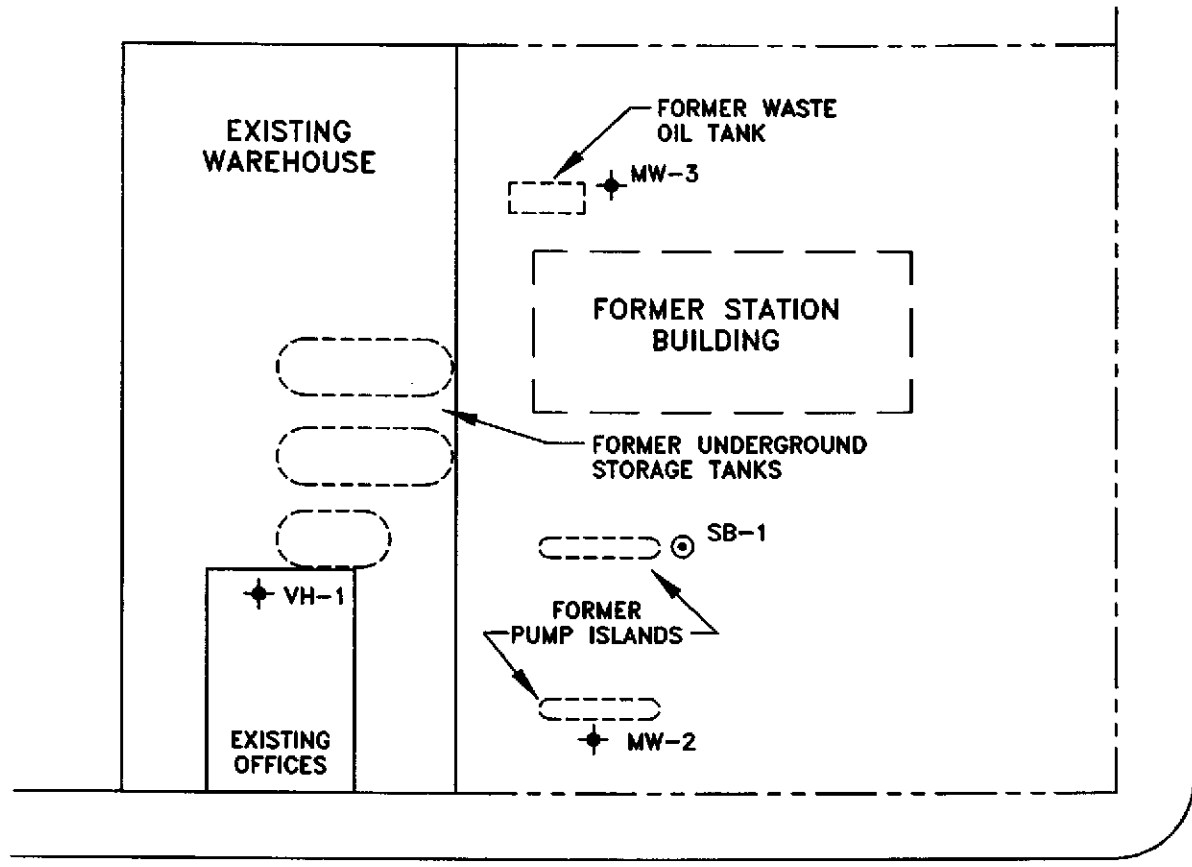 EXISTING
WAREHOUSE
FORMER WASTE
OIL TANK
MW-3
FORMER STATION
BUILDING
FORMER UNDERGROUND
STORAGE TANKS
SB-1
VH-1
FORMER
PUMP ISLANDS
MW-2
EXISTING
OFFICES